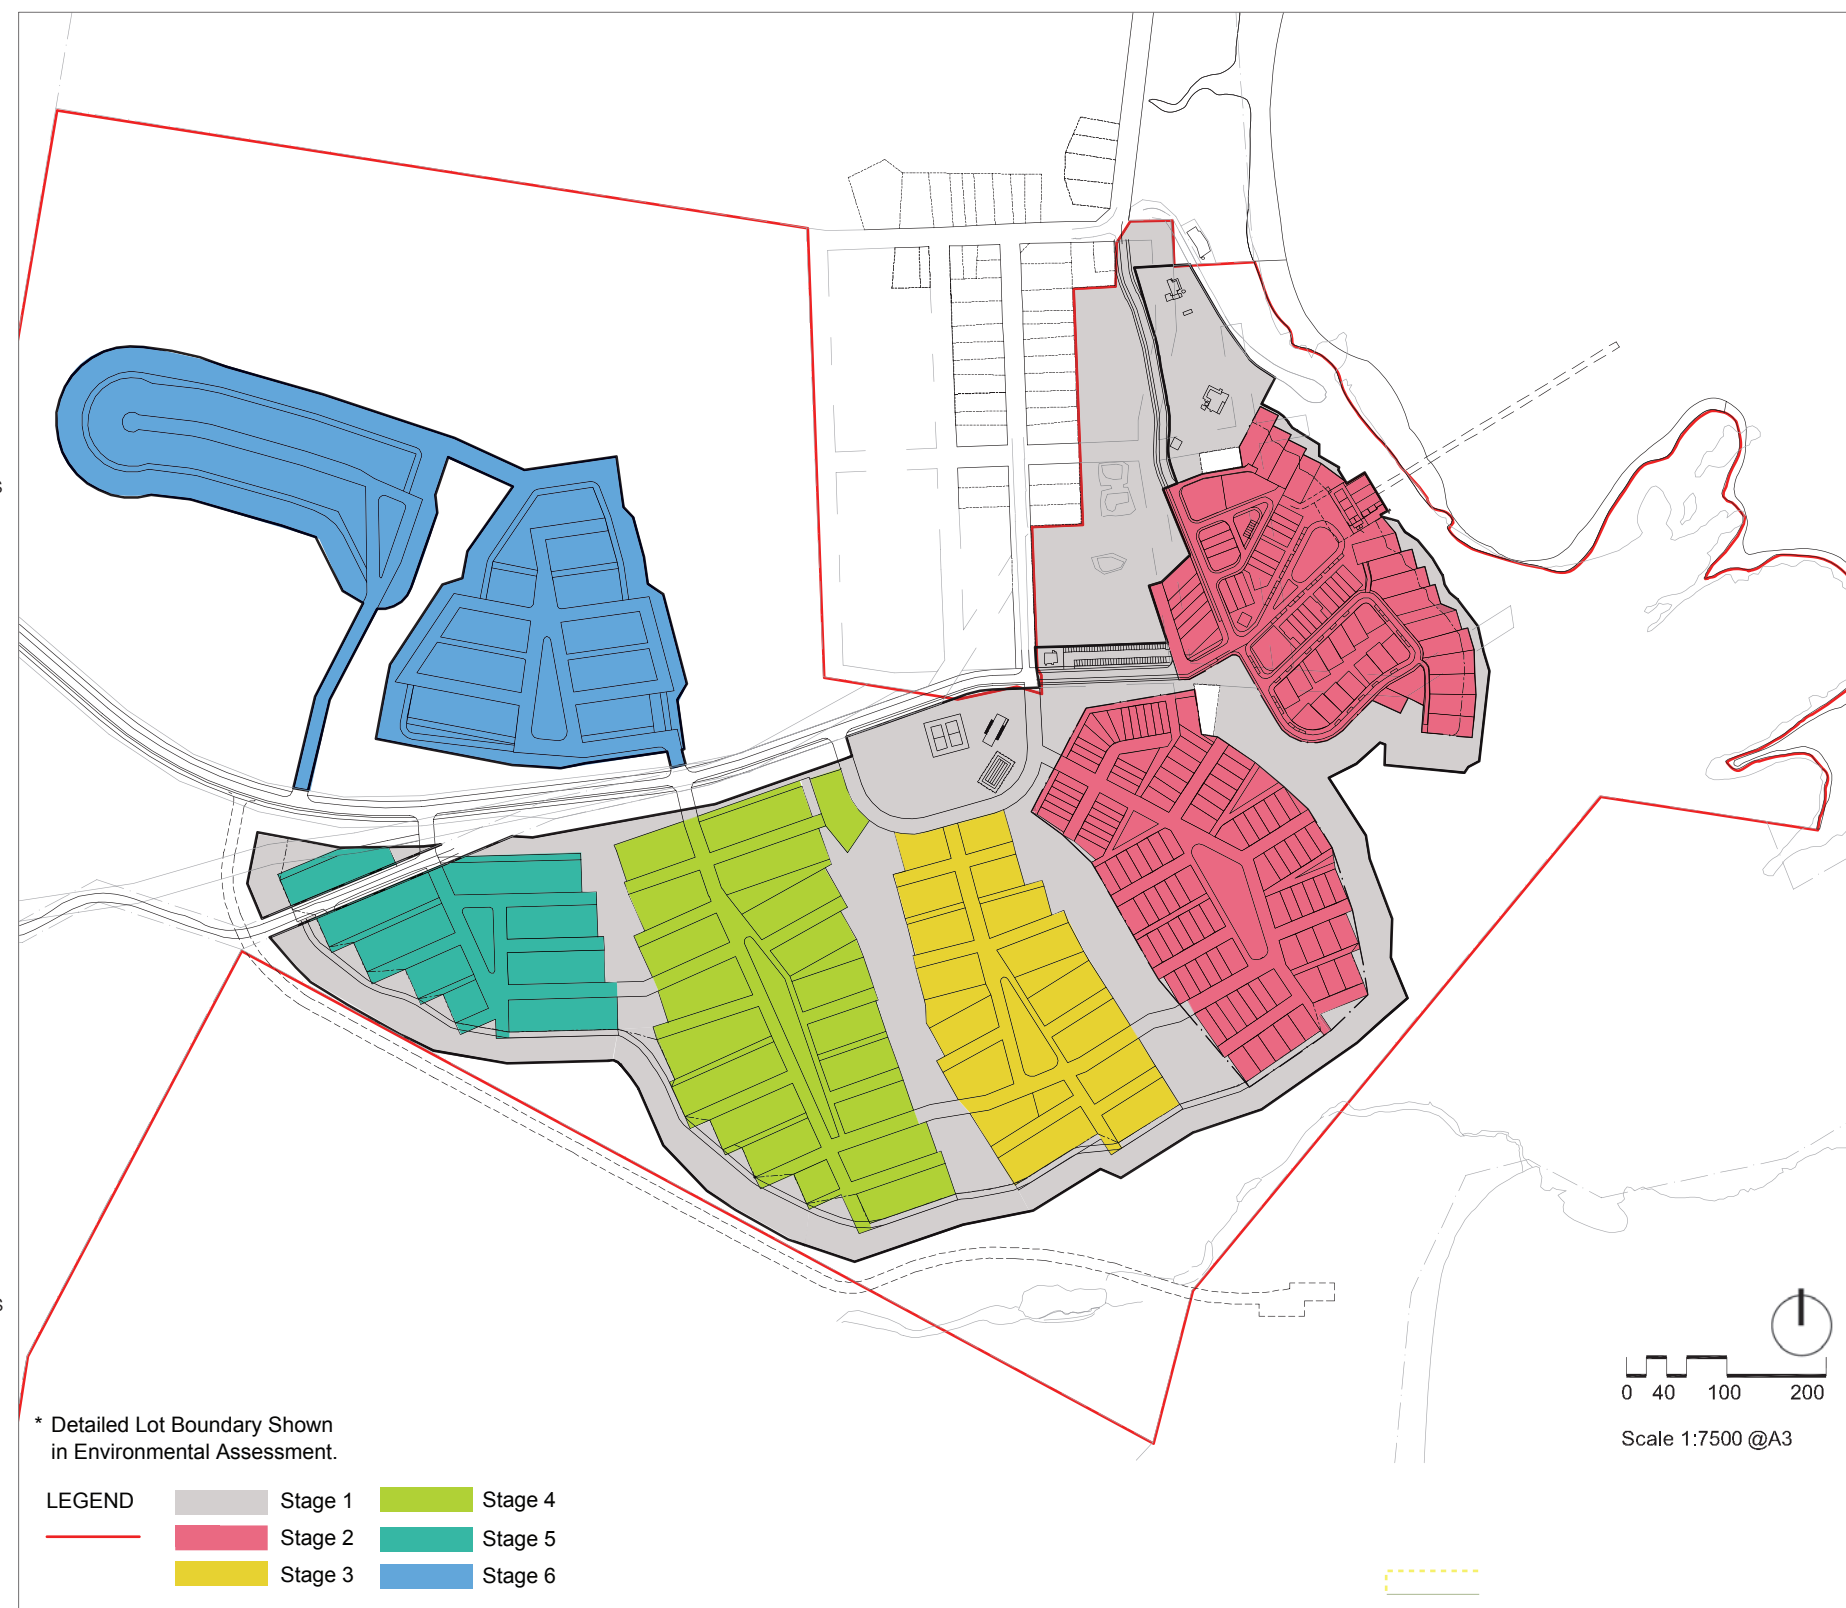 s
s
0 40 100 200
Scale 1:7500 @A3
* Detailed Lot Boundary Shown
in Environmental Assessment.
LEGEND
Stage 1
Stage 2
Stage 3
Stage 4
Stage 5
Stage 6